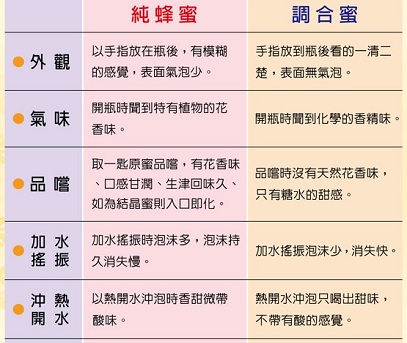 純蜂蜜
調合蜜
外觀
以手指放在瓶後，有模糊
的感覺，表面氣泡少。
手指放到瓶後看的一清二
楚，表面無氣泡。
氣味
開瓶時聞到特有植物的花
香味。
開瓶時聞到化學的香精味。
品嚐
取一匙原蜜品嚐，有花香味
、口感甘潤、生津回味久、
如為結晶蜜則入口即化。
品嚐時沒有天然花香味，
只有糖水的甜感。
加水
搖振
加水搖振時泡沫多，泡沫持
久消失慢。
加水搖振泡沫少，消失快。
沖熱
開水
以熱開水沖泡時香甜微帶
酸味。
熱開水沖泡只喝出甜味，
不帶有酸的感覺。